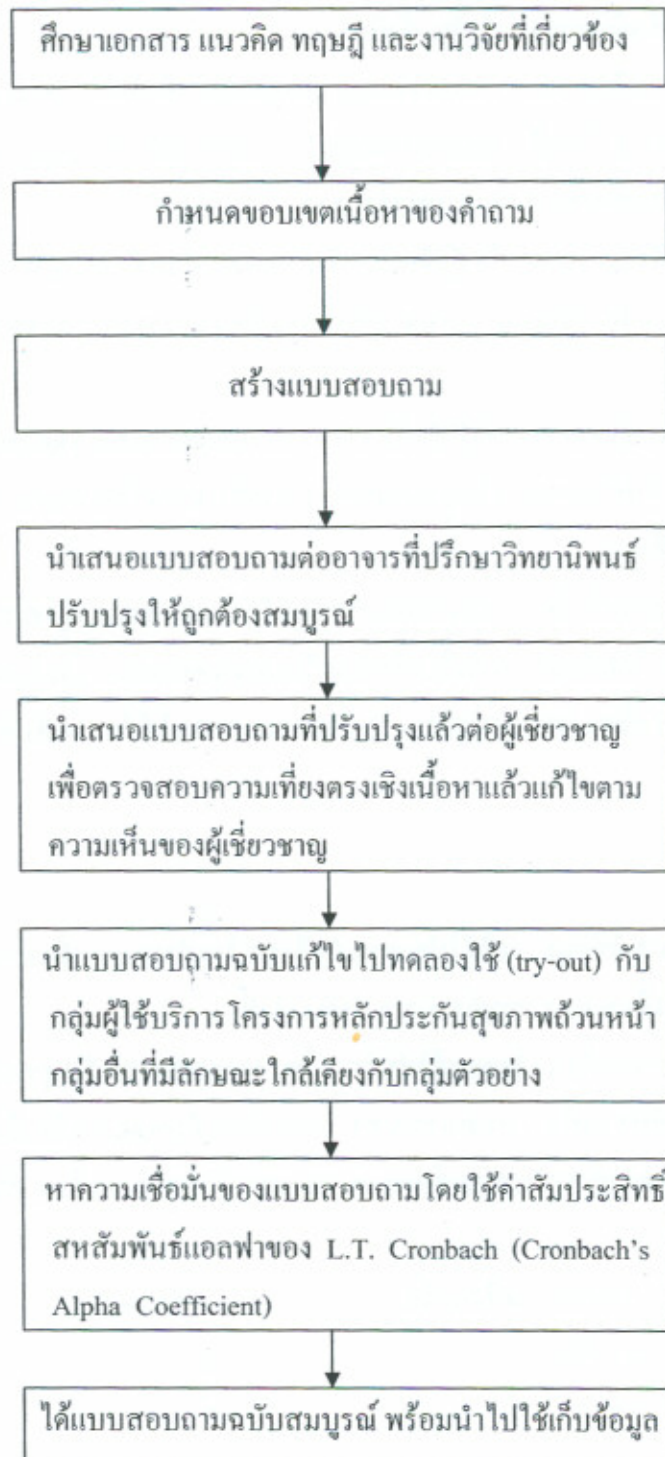 ศึกษาเอกสาร แนวคิด ทฤษฎี และงานวิจัยที่เกี่ยวข้อง
กำหนดขอบเขตเนื้อหาของคำถาม
สร้างแบบสอบถาม
นำเสนอแบบสอบถามต่ออาจารที่ปรึกษาวิทยานิพนธ์
ปรับปรุงให้ถูกต้องสมบูรณ์
นำเสนอแบบสอบถามที่ปรับปรุงแล้วต่อผู้เชี่ยวชาญ
เพื่อตรวจสอบความเที่ยงตรงเชิงเนื้อหาแล้วแก้ไขตาม
ความเห็นของผู้เชี่ยวชาญ
นำแบบสอบถามฉบับแก้ไขไปทดลองใช้ (try-out) กับ
กลุ่มผู้ใช้บริการโครงการหลักประกันสุขภาพถ้วนหน้า
กลุ่มอื่นที่มีลักษณะใกล้เคียงกับกลุ่มตัวอย่าง
หาความเชื่อมั่นของแบบสอบถามโดยใช้ค่าสัมประสิทธิ์
สหสัมพันธ์แอลฟาของ L.T. Cronbach (Cronbach's
Alpha Coefficient)
ได้แบบสอบถามฉบับสมบูรณ์ พร้อมนำไปใช้เก็บข้อมูล